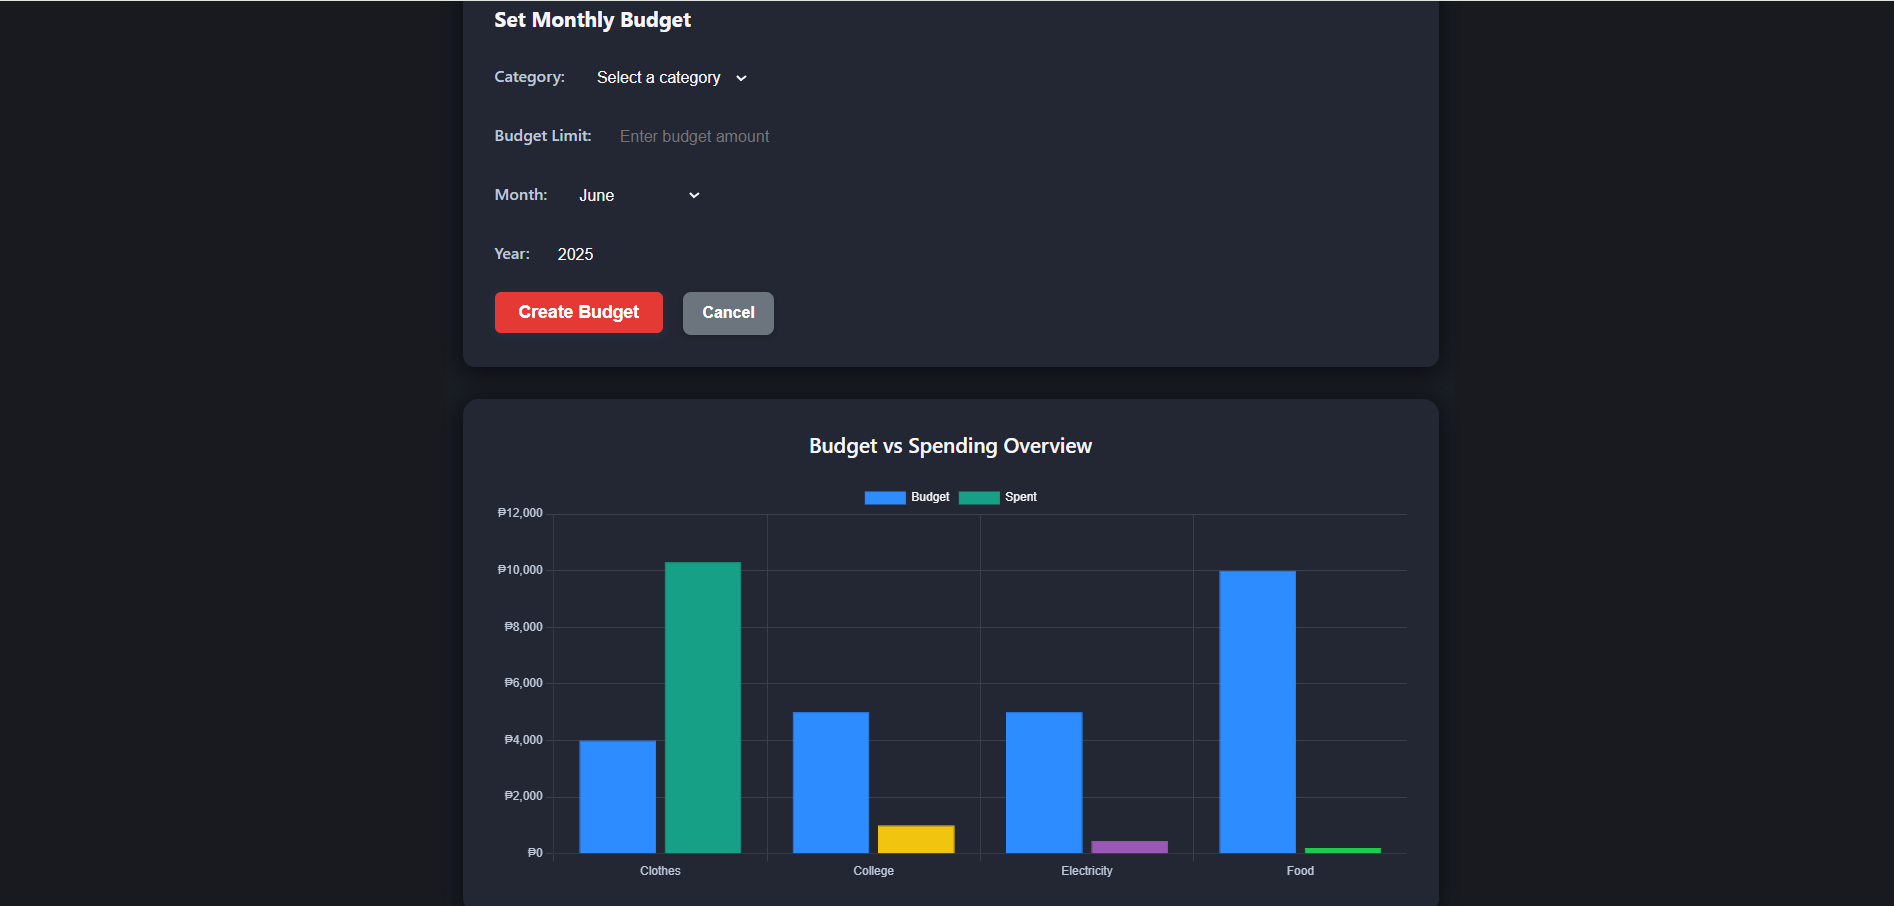 Set Monthly Budget
Category: Select a category
Budget Limit: Enter budget amount
Month: June
Year: 2025
Create Budget Cancel
Budget vs Spending Overview
Budget Spent
₱12,000
₱10,000
₱8,000
₱6,000
₱4,000
₱2,000
₱0
Clothes College Electricity Food